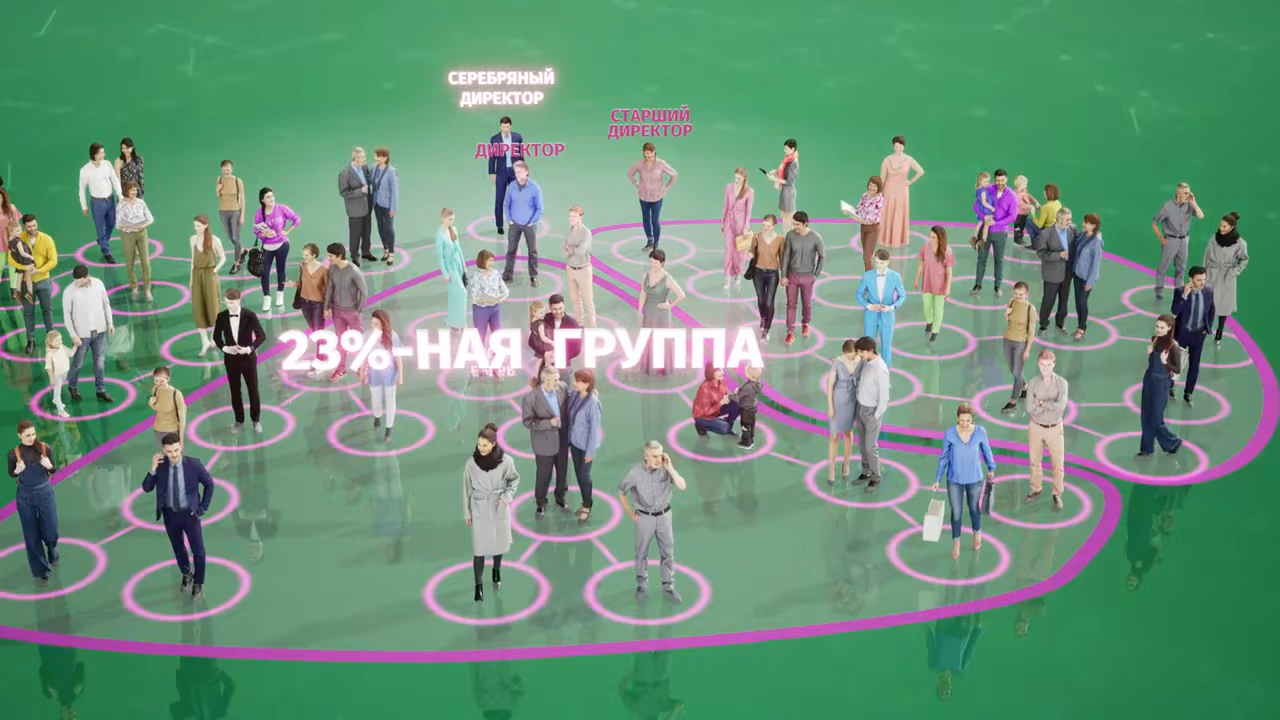 СЕРЕБРЯНЫЙ
ДИРЕКТОР
СТАРШИЙ
ДИРЕКТОР
ДИРЕКТОР
23%-НАЯ ГРУППА